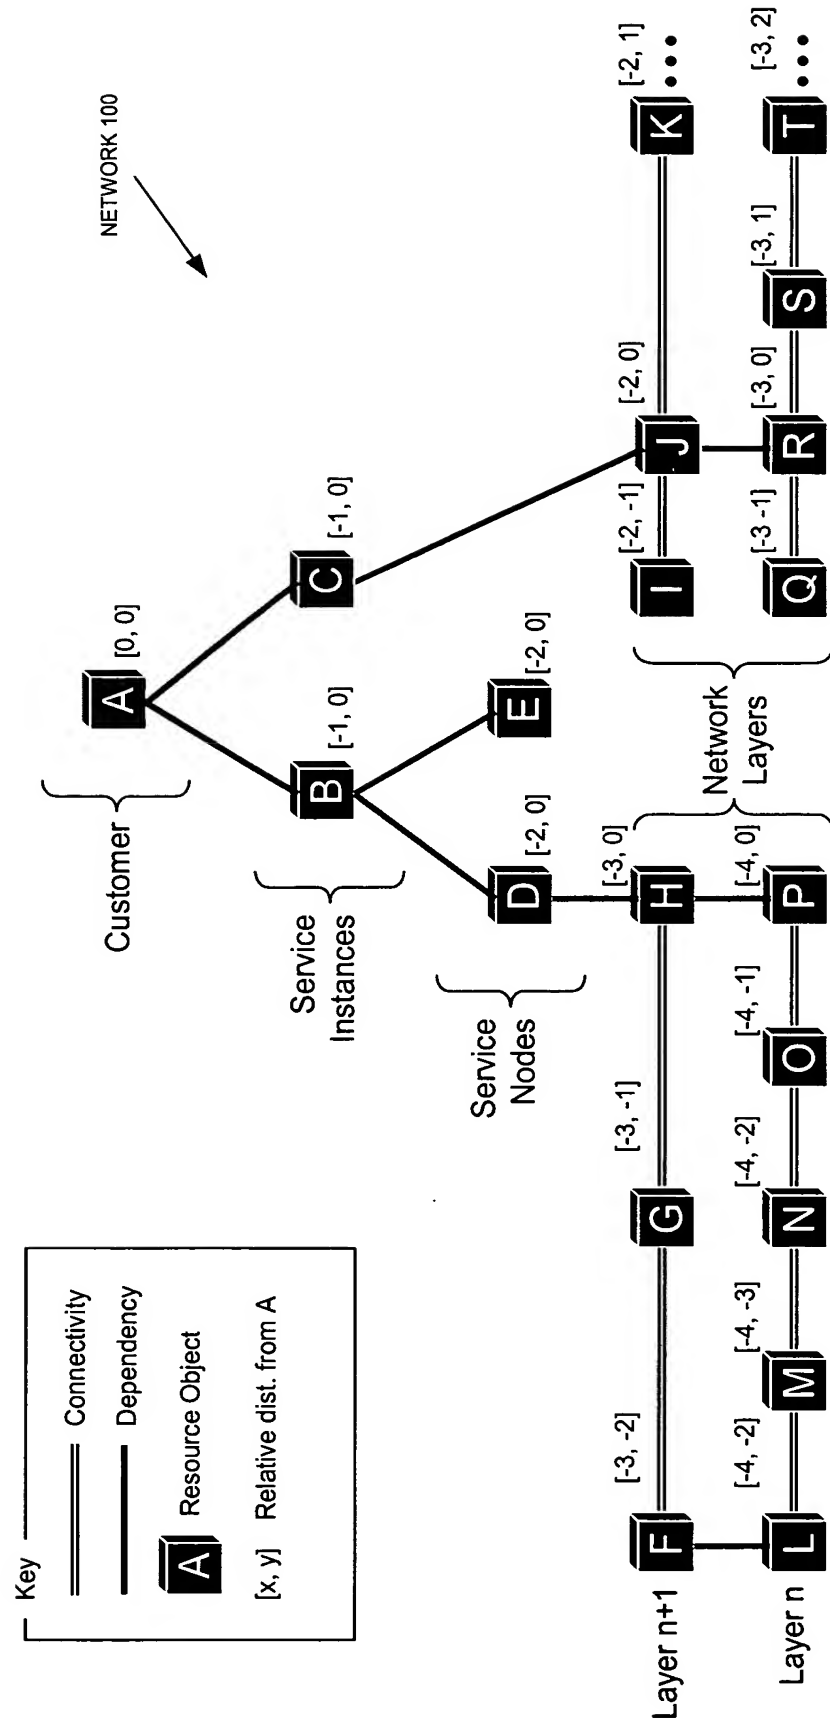 NETWORK 100
Key
Connectivity
Dependency
A Resource Object
[x, y] Relative dist. from A
Customer
A
[0, 0]
Service
Instances
B
[-1, 0]
C
[-1, 0]
Service
Nodes
D
[-2, 0]
E
[-2, 0]
Network
Layers
Layer n+1
F
[-3, -2]
G
[-3, -1]
H
[-3, 0]
I
[-2, -1]
J
[-2, 0]
K
[-2, 1]
Layer n
L
[-4, -2]
M
[-4, -3]
N
[-4, -2]
O
[-4, -1]
P
[-4, 0]
Q
[-3 -1]
R
[-3, 0]
S
[-3, 1]
T
[-3, 2]